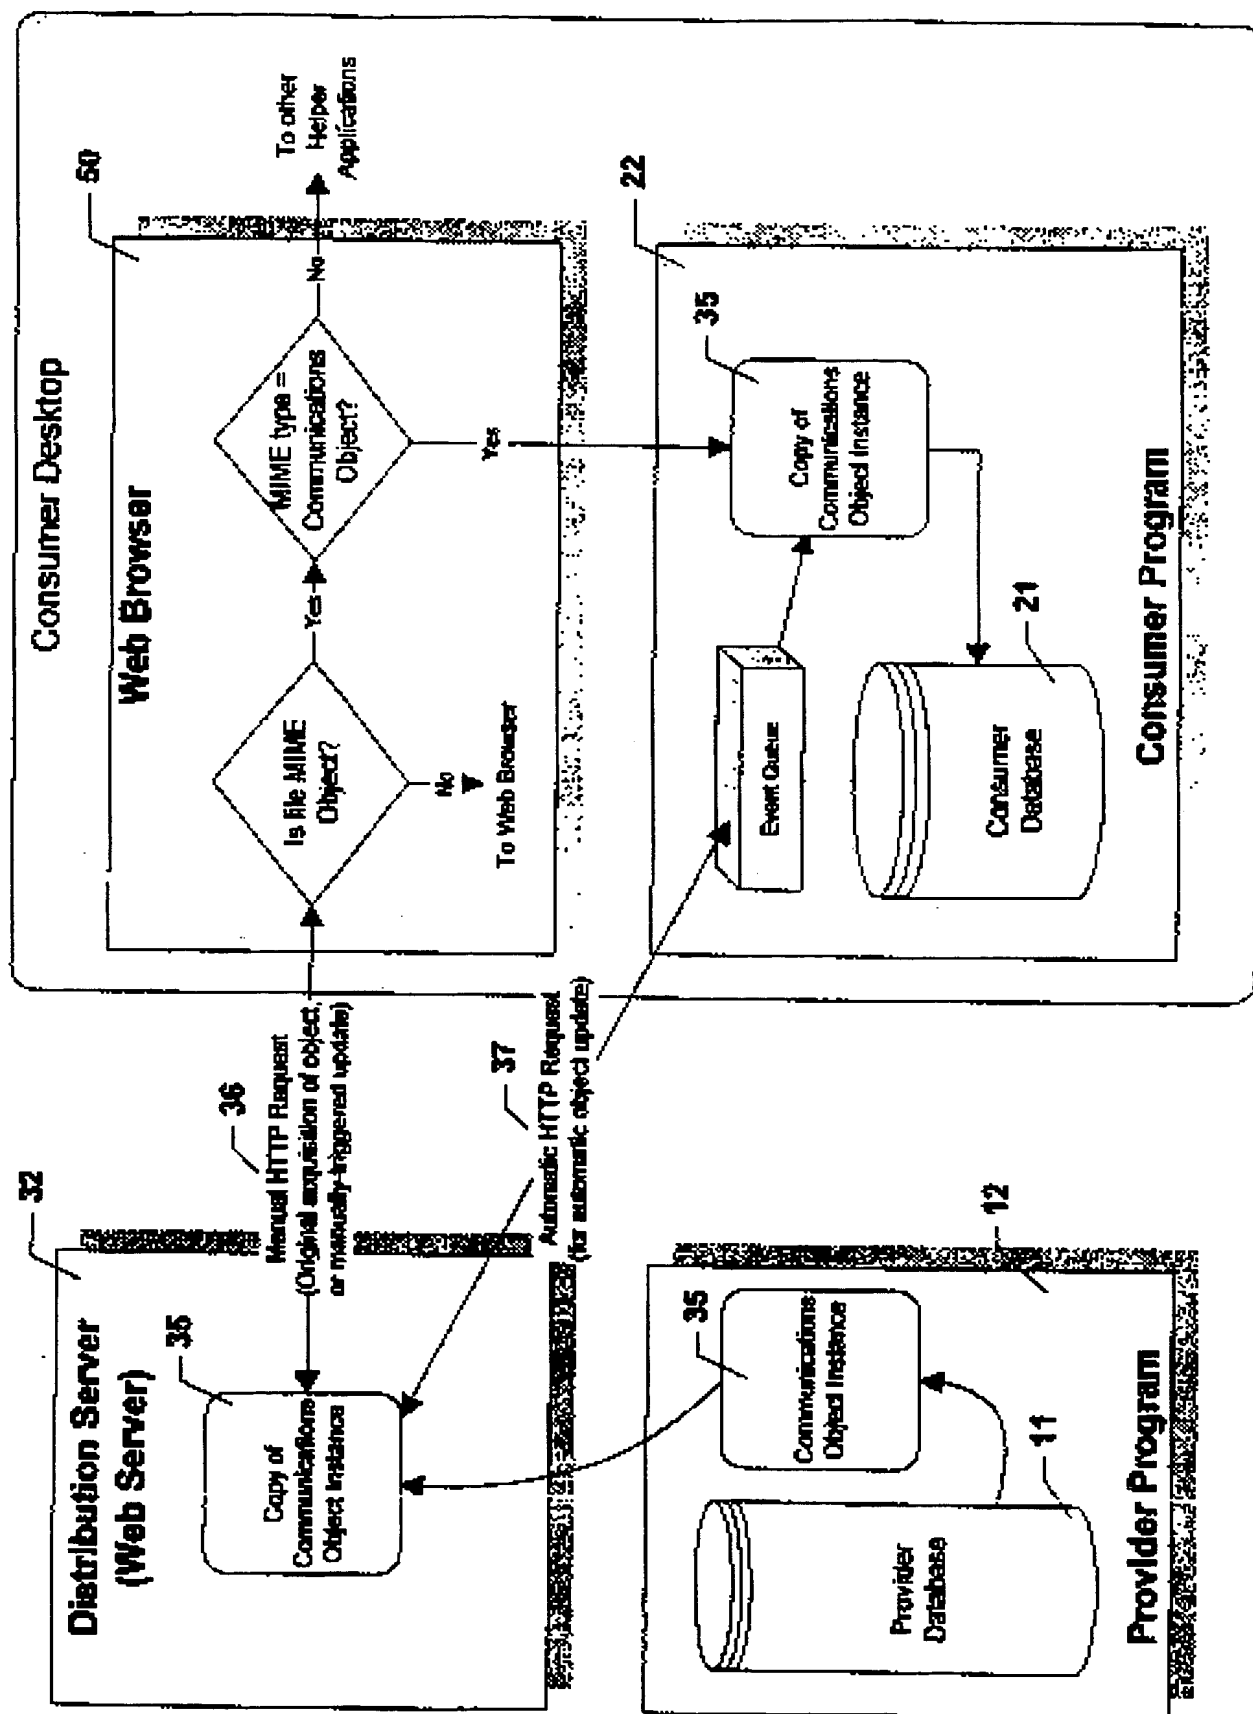 Distribution Server
(Web Server)
32
35
Copy of
Communications
Object Instance
36
Manual HTTP Request
(Original acquisition of object,
or manually-triggered update)
37
Automatic HTTP Request
(for automatic object update)
Consumer Desktop
Web Browser
50
Is file MIME
Object?
Yes
No
To Web Browser
MIME type =
Communications
Object?
No
To other
Helper
Applications
Yes
22
35
Copy of
Communications
Object Instance
Event Queue
21
Consumer
Database
Consumer Program
12
35
Communications
Object Instance
11
Provider
Database
Provider Program